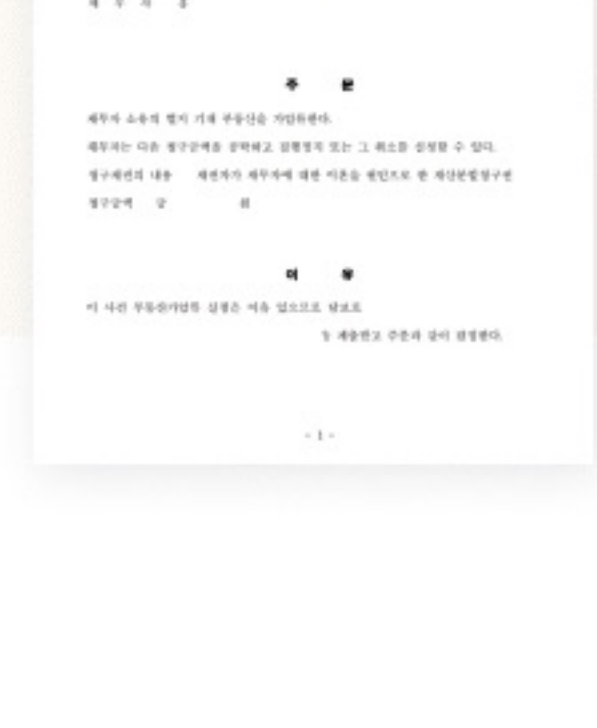 채 무 자 홍
주 문
채무자 소유의 별지 기재 부동산을 가압류한다.
채무자는 다음 청구금액을 공탁하고 집행정지 또는 그 취소를 신청할 수 있다.
청구채권의 내용 채권자가 채무자에 대한 이혼을 원인으로 한 재산분할청구권
청구금액 금 원
이 유
이 사건 부동산가압류 신청은 이유 있으므로 담보로
를 제출받고 주문과 같이 결정한다.
- 1 -